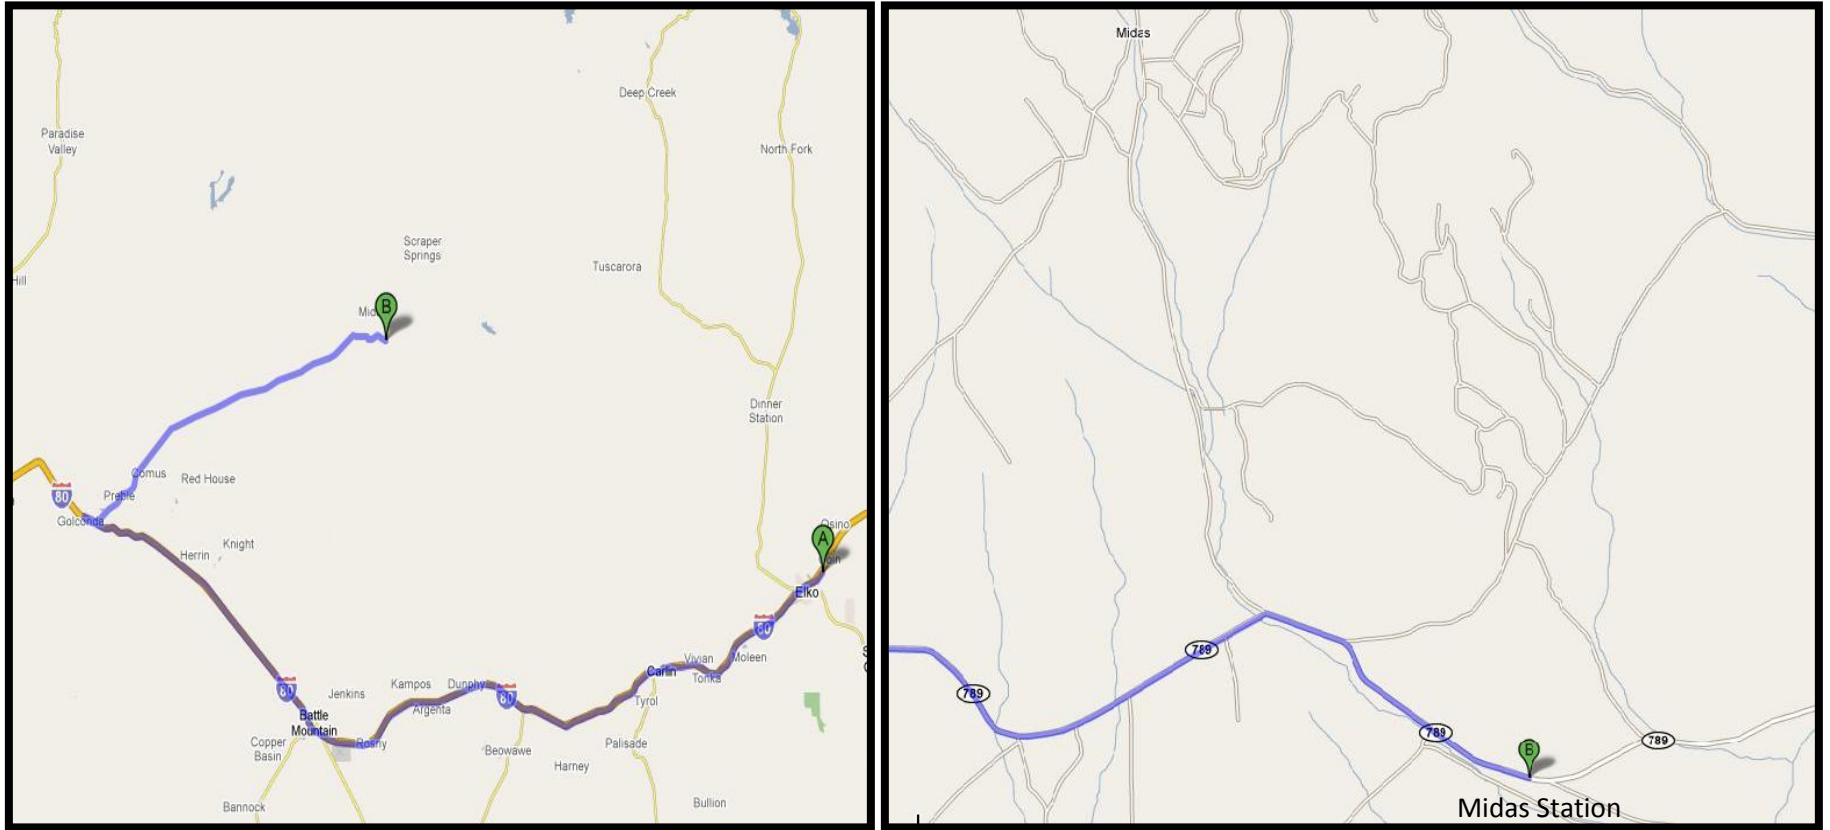 Deep Creek
Paradise
Valley
North Fork
Scraper
Springs
Tuscarora
Hill
B
Dinner
Station
Comus
Red House
80
Preble
Golconda
Osino
A
Knight
Herrin
Elko
80
Vivian
Moleen
Carlin
Tonka
Kampos
Dunphy
80
80
Jenkins
Tyrol
Argenta
Battle
Mountain
Rosny
Copper
Basin
Beowawe
Palisade
Harney
Bannock
Bullion
Midas
789
789
789
789
B
Midas Station